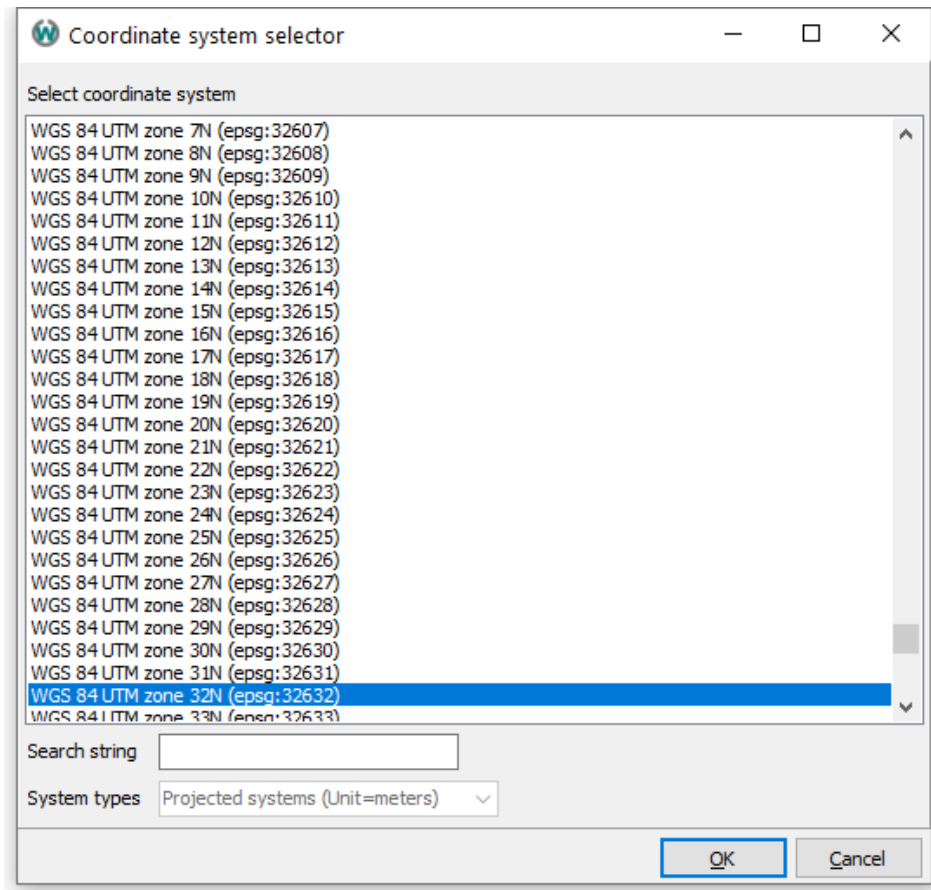 Coordinate system selector
Select coordinate system
WGS 84 UTM zone 7N (epsg:32607)
WGS 84 UTM zone 8N (epsg:32608)
WGS 84 UTM zone 9N (epsg:32609)
WGS 84 UTM zone 10N (epsg:32610)
WGS 84 UTM zone 11N (epsg:32611)
WGS 84 UTM zone 12N (epsg:32612)
WGS 84 UTM zone 13N (epsg:32613)
WGS 84 UTM zone 14N (epsg:32614)
WGS 84 UTM zone 15N (epsg:32615)
WGS 84 UTM zone 16N (epsg:32616)
WGS 84 UTM zone 17N (epsg:32617)
WGS 84 UTM zone 18N (epsg:32618)
WGS 84 UTM zone 19N (epsg:32619)
WGS 84 UTM zone 20N (epsg:32620)
WGS 84 UTM zone 21N (epsg:32621)
WGS 84 UTM zone 22N (epsg:32622)
WGS 84 UTM zone 23N (epsg:32623)
WGS 84 UTM zone 24N (epsg:32624)
WGS 84 UTM zone 25N (epsg:32625)
WGS 84 UTM zone 26N (epsg:32626)
WGS 84 UTM zone 27N (epsg:32627)
WGS 84 UTM zone 28N (epsg:32628)
WGS 84 UTM zone 29N (epsg:32629)
WGS 84 UTM zone 30N (epsg:32630)
WGS 84 UTM zone 31N (epsg:32631)
WGS 84 UTM zone 32N (epsg:32632)
WGS 84 UTM zone 33N (epsg:32633)
Search string
System types Projected systems (Unit=meters)
OK Cancel